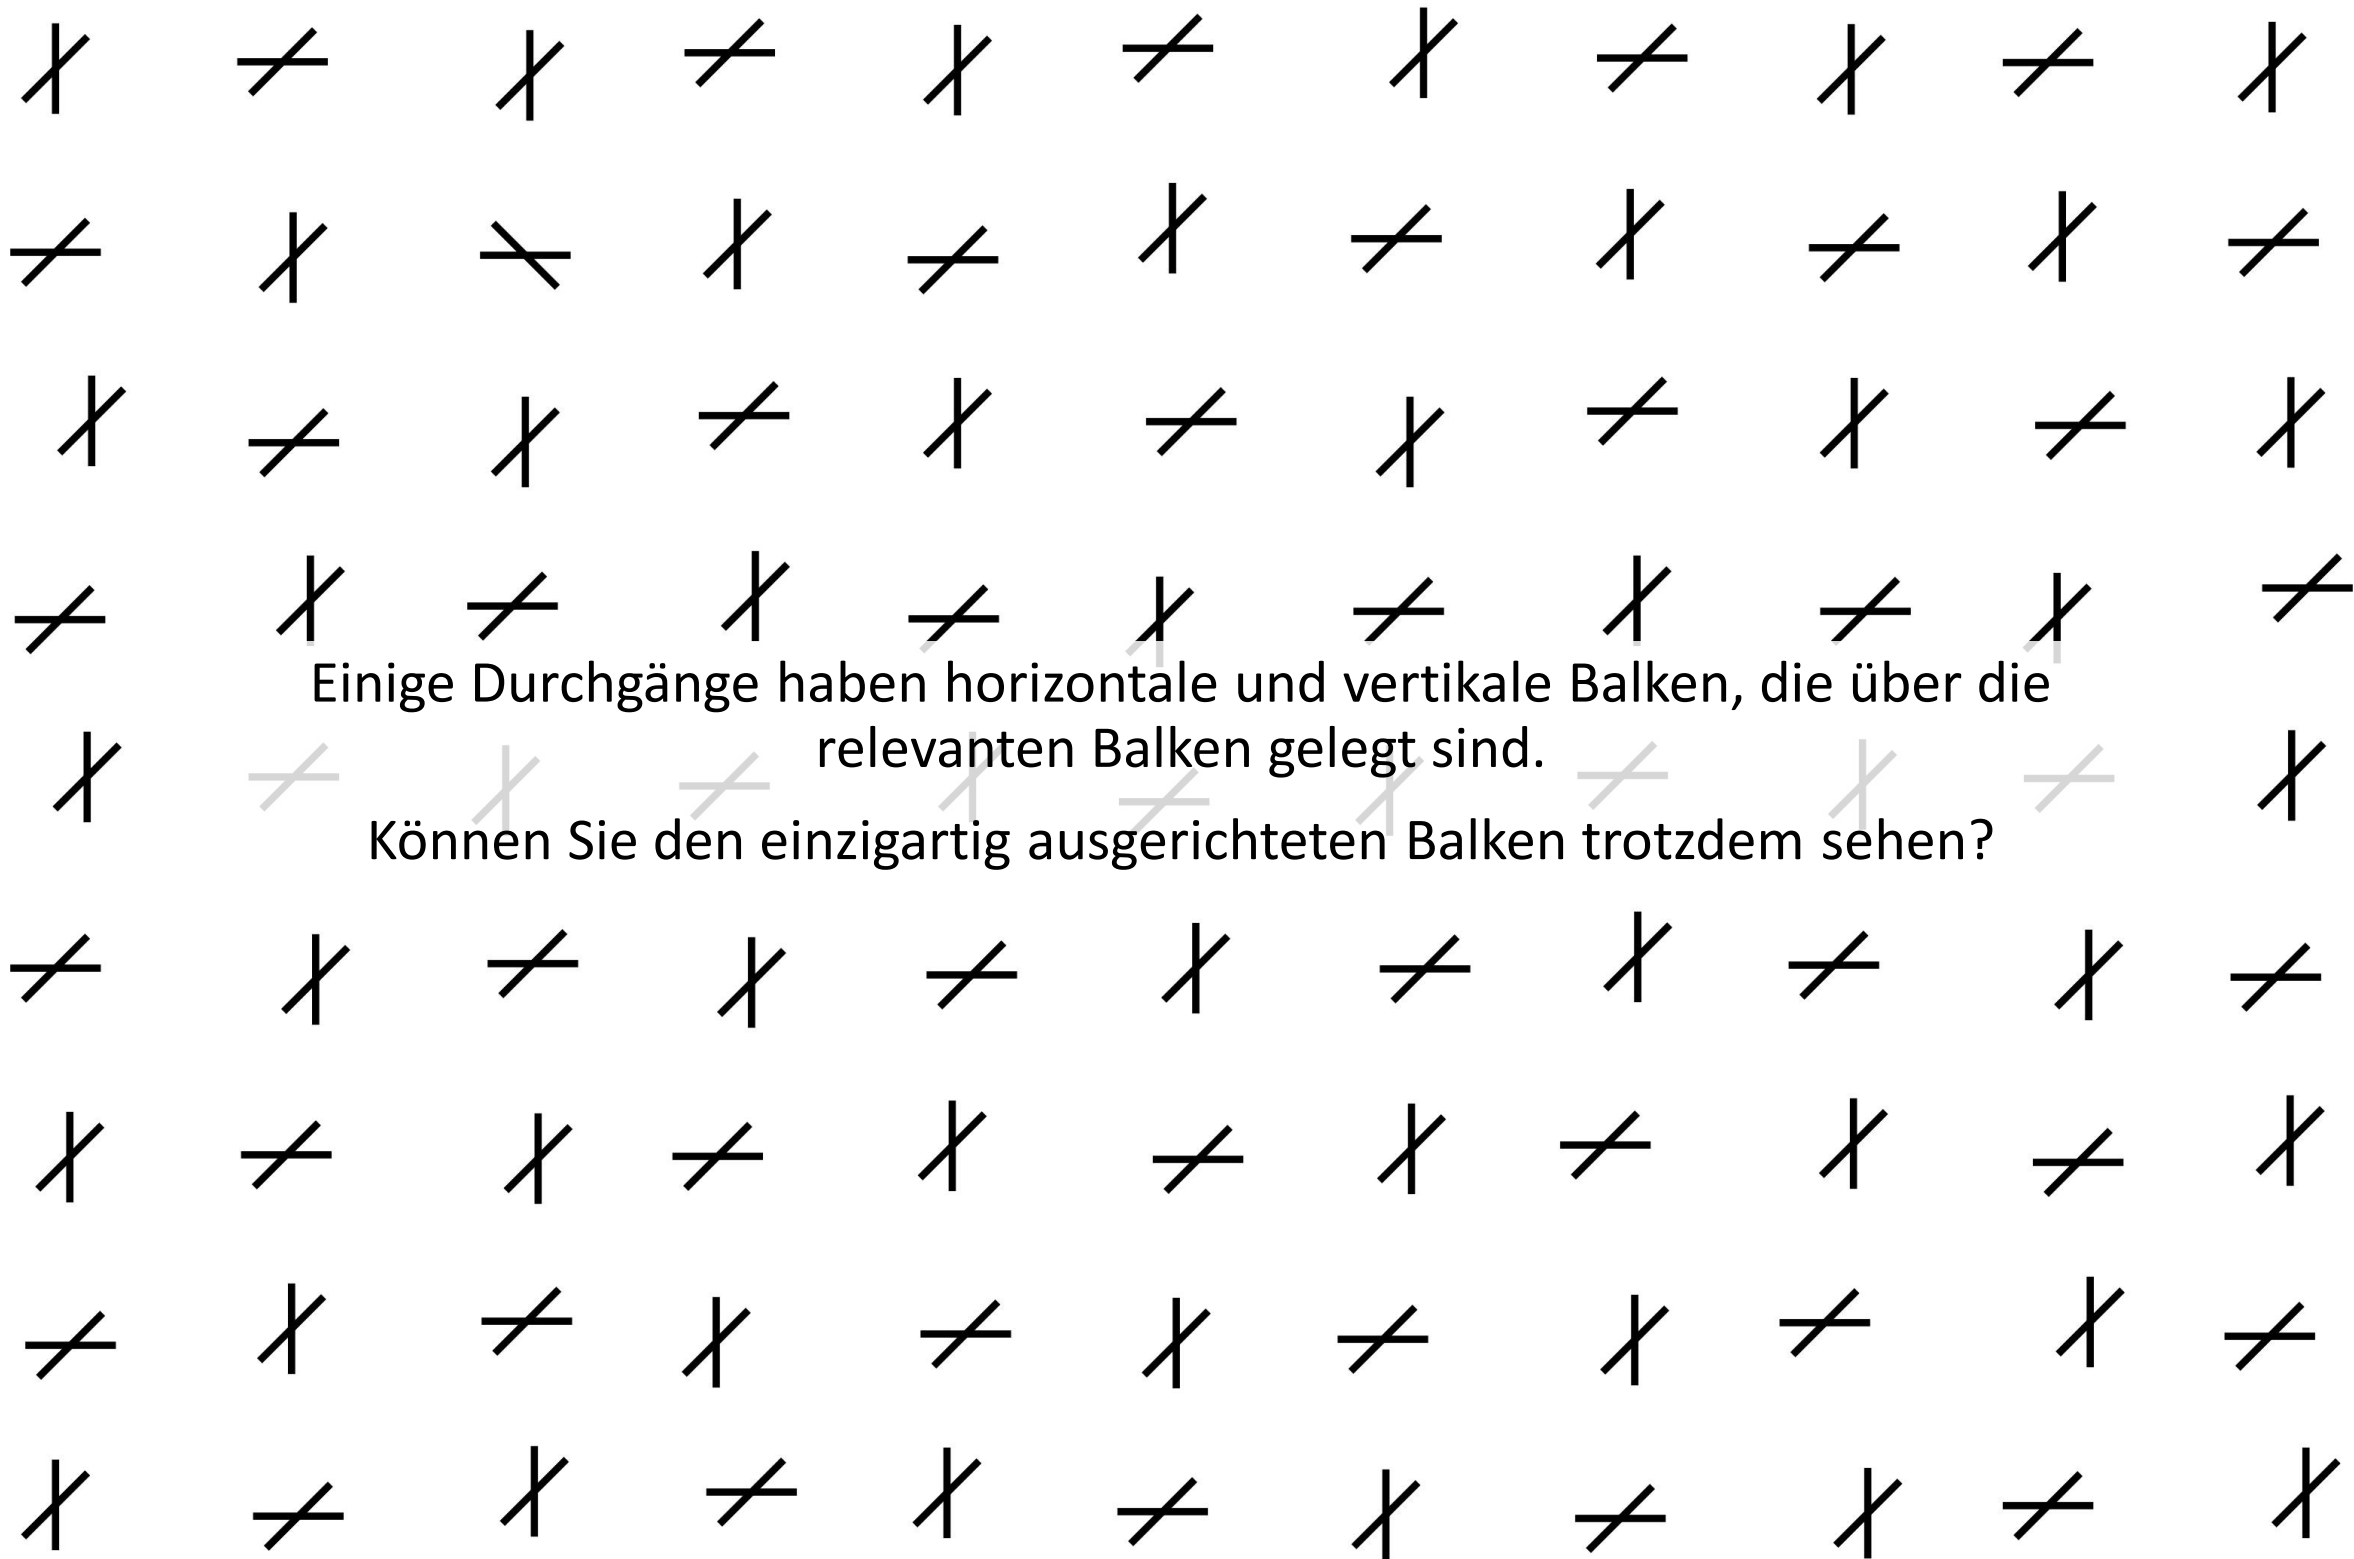 Einige Durchgänge haben horizontale und vertikale Balken, die über die
relevanten Balken gelegt sind.
Können Sie den einzigartig ausgerichteten Balken trotzdem sehen?